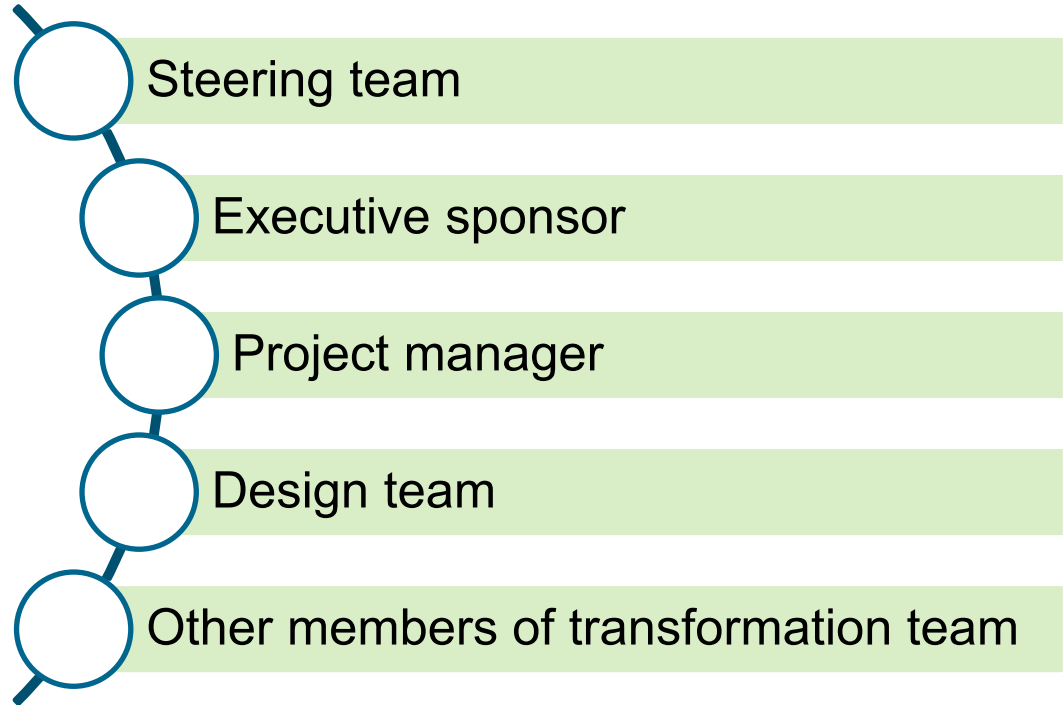 Steering team
Executive sponsor
Project manager
Design team
Other members of transformation team